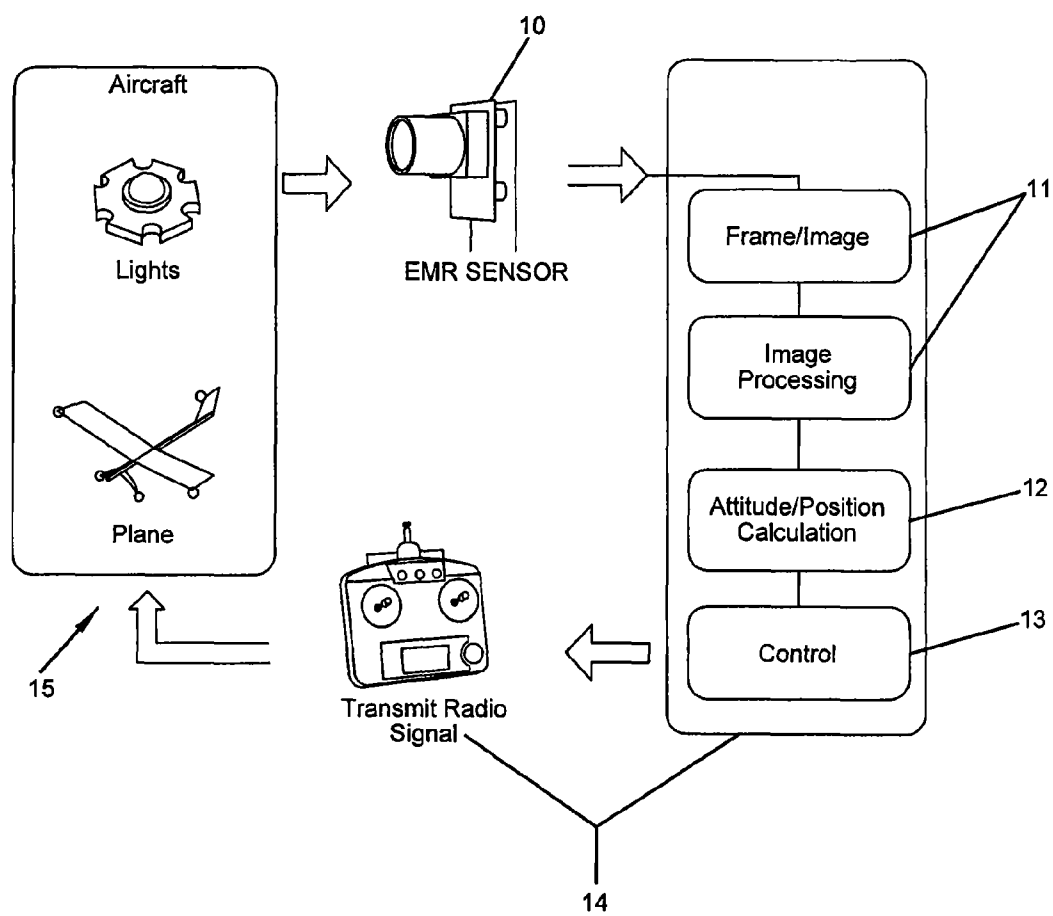 10
Aircraft
Lights
EMR SENSOR
Frame/Image
11
Image
Processing
Plane
Attitude/Position
Calculation
12
Control
13
15
Transmit Radio
Signal
14